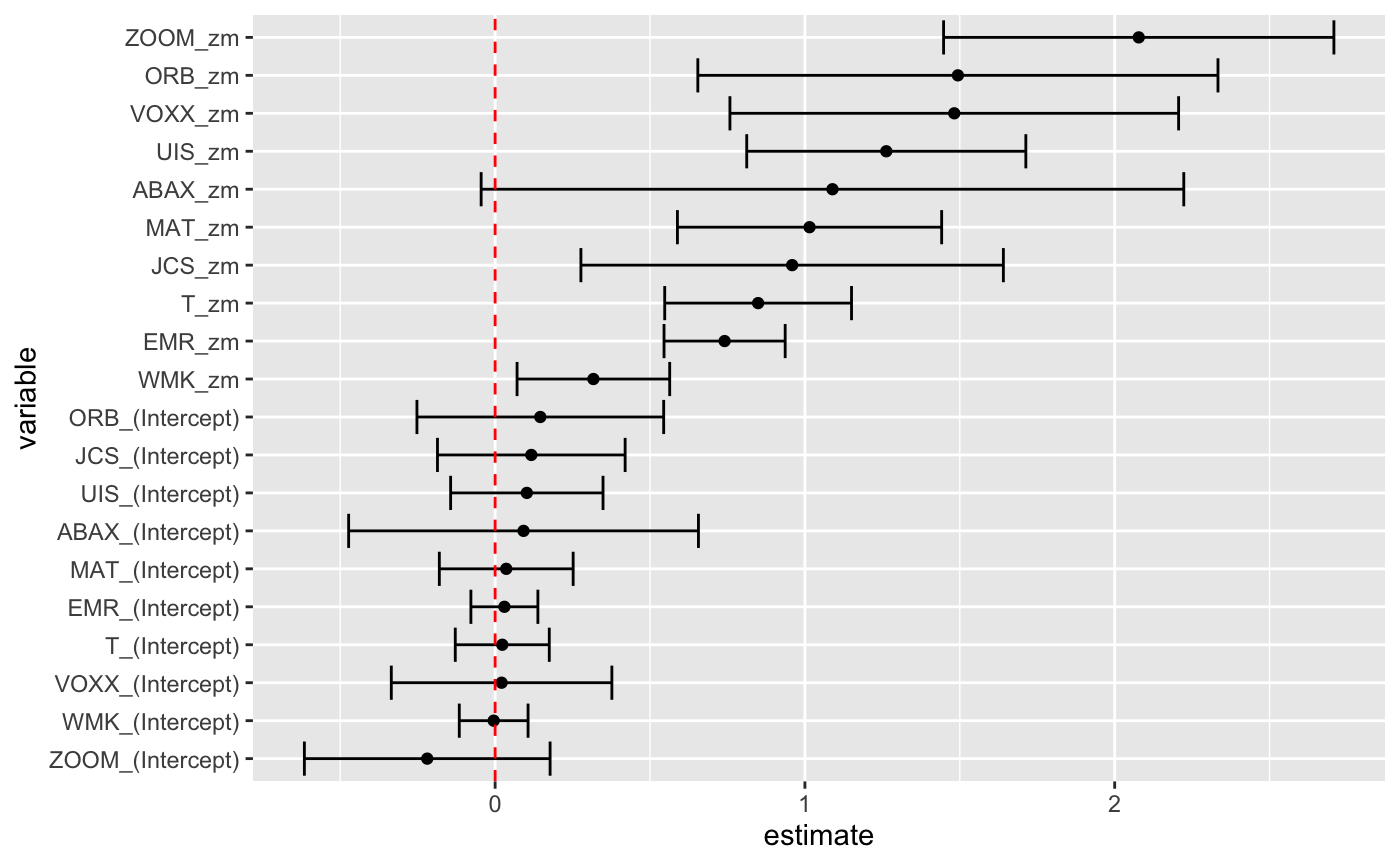 ZOOM_zm
ORB_zm
VOXX_zm
UIS_zm
ABAX_zm
MAT_zm
JCS_zm
T_zm
EMR_zm
WMK_zm
ORB_(Intercept)
JCS_(Intercept)
UIS_(Intercept)
ABAX_(Intercept)
MAT_(Intercept)
EMR_(Intercept)
T_(Intercept)
VOXX_(Intercept)
WMK_(Intercept)
ZOOM_(Intercept)
variable
0 1 2
estimate